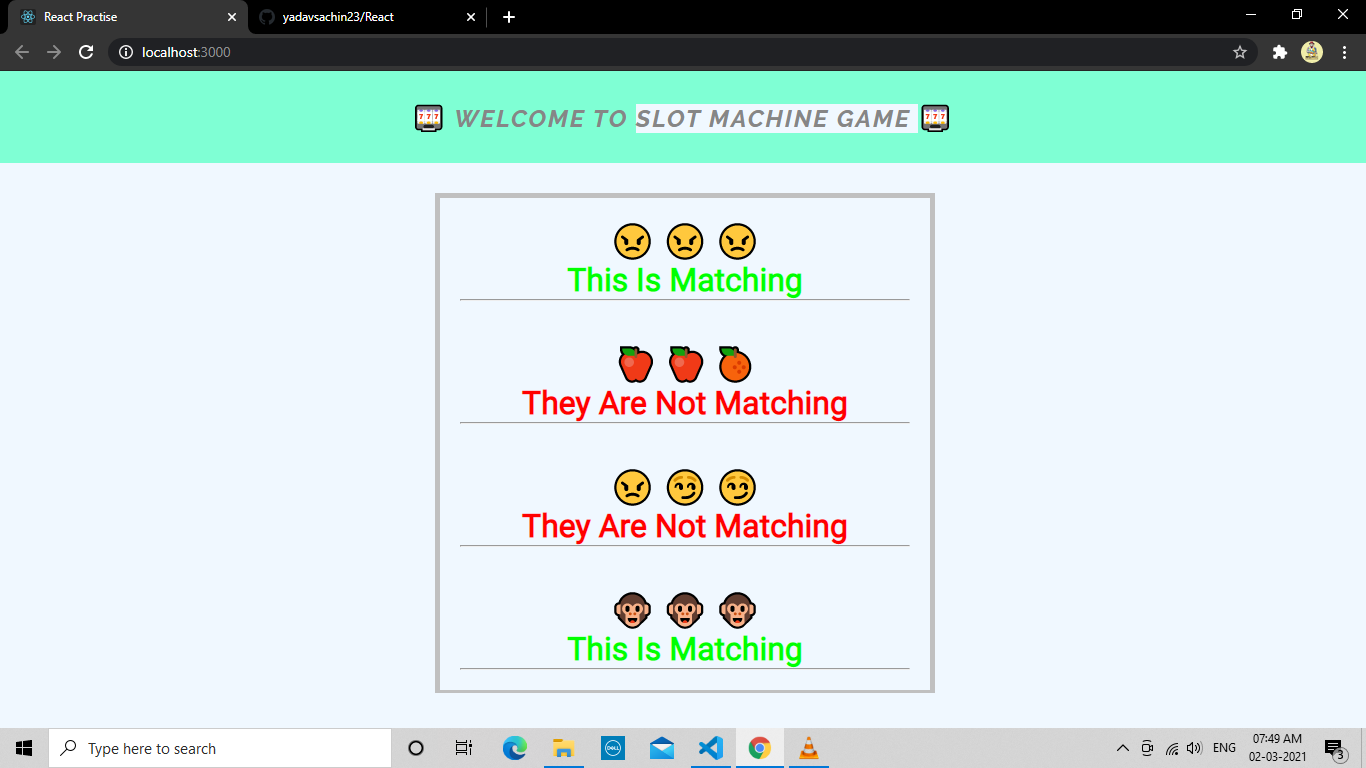 React Practise
yadavsachin23/React
localhost:3000
🎰 WELCOME TO SLOT MACHINE GAME 🎰
😠 😠 😠
This Is Matching
🍎 🍎 🍊
They Are Not Matching
😠 😏 😏
They Are Not Matching
🐵 🐵 🐵
This Is Matching
Type here to search
DELL
ENG
07:49 AM
02-03-2021
3